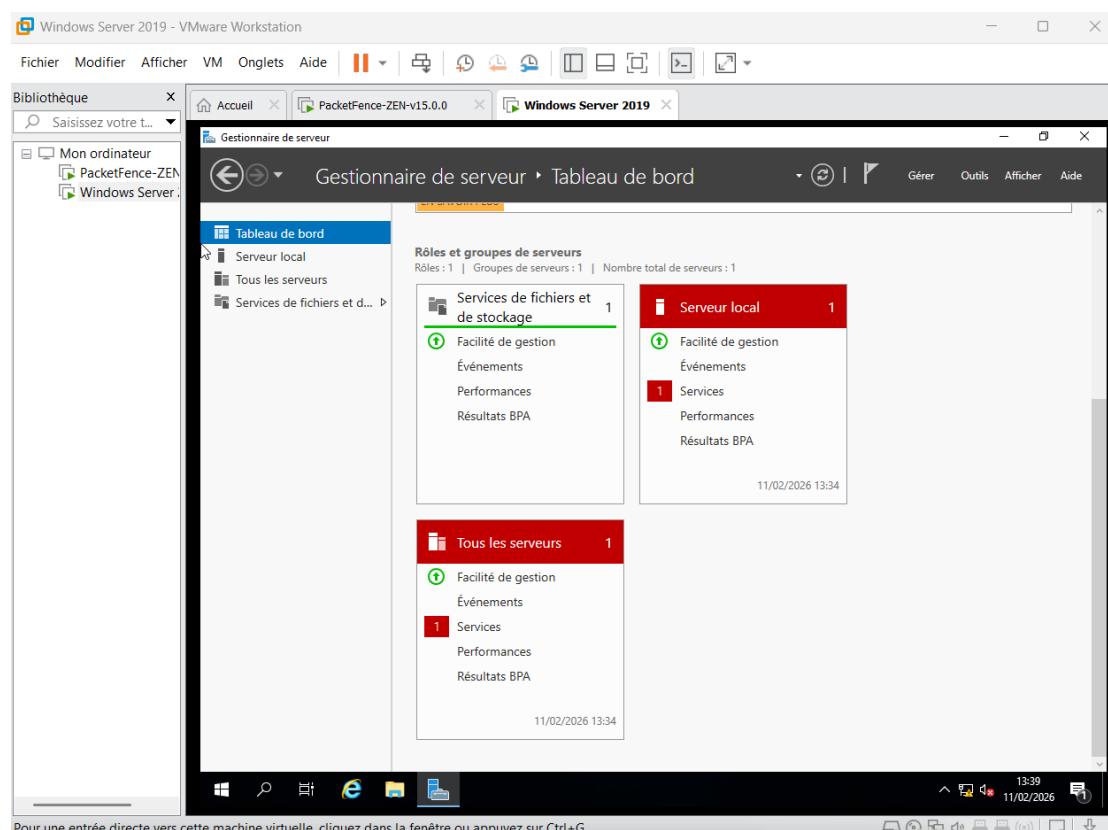 Windows Server 2019 - VMware Workstation
Fichier Modifier Afficher VM Onglets Aide
Bibliothèque X
Accueil
PacketFence-ZEN-v15.0.0
Windows Server 2019
Saisissez votre t...
Mon ordinateur
PacketFence-ZEN
Windows Server
Gestionnaire de serveur
Gestionnaire de serveur Tableau de bord
Gérer Outils Afficher Aide
EN SAVOIR PLUS
Tableau de bord
Serveur local
Tous les serveurs
Services de fichiers et d...
Rôles et groupes de serveurs
Rôles : 1 | Groupes de serveurs : 1 | Nombre total de serveurs : 1
Services de fichiers et
de stockage
1
Facilité de gestion
Événements
Performances
Résultats BPA
Serveur local 1
Facilité de gestion
Événements
1 Services
Performances
Résultats BPA
11/02/2026 13:34
Tous les serveurs 1
Facilité de gestion
Événements
1 Services
Performances
Résultats BPA
11/02/2026 13:34
13:39
11/02/2026
1
Pour une entrée directe vers cette machine virtuelle, cliquez dans la fenêtre ou appuyez sur Ctrl+G.